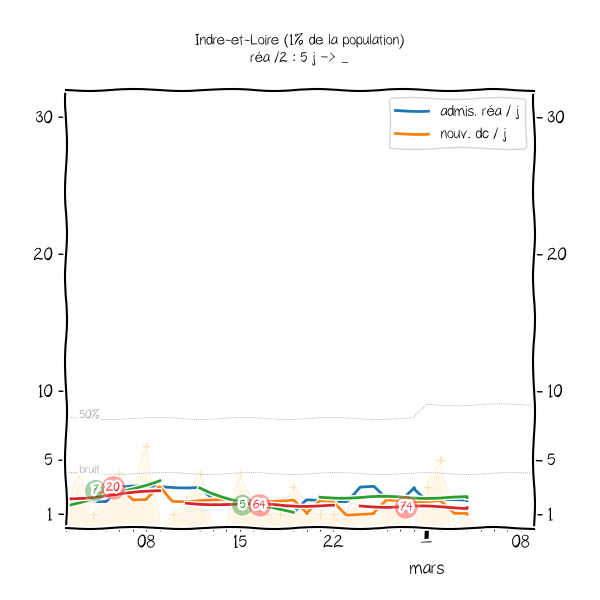 Indre-et-Loire (1% de la population)
réa /2 : 5 j -> _
admis. réa / j
nouv. dc / j
30 30
20 20
10 10
50%
5 5
bruit
7 20 5 64 74
1 1
08 15 22 1 08
mars